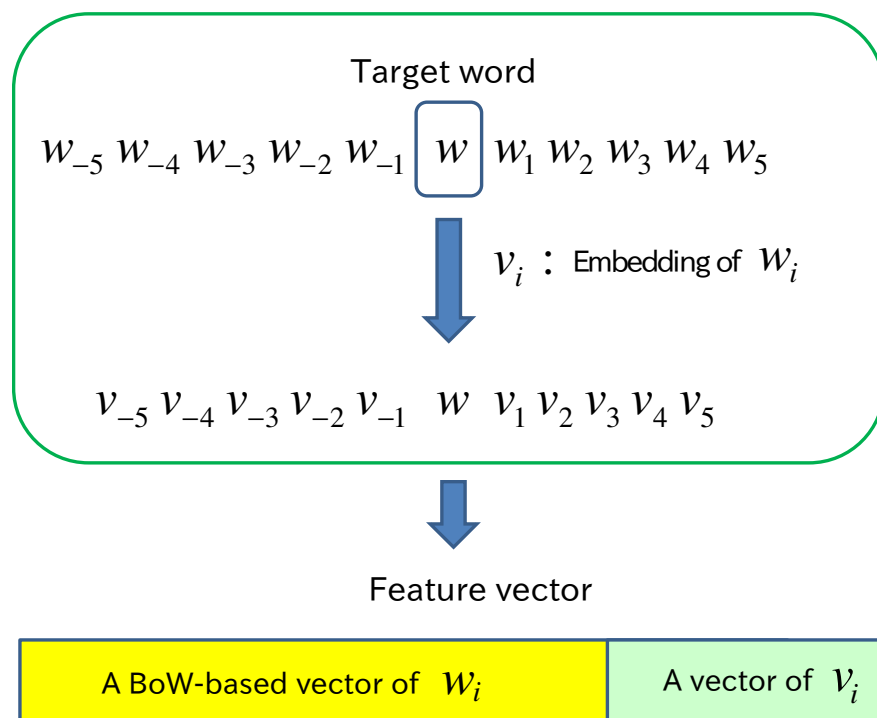 Target word
w₋₅ w₋₄ w₋₃ w₋₂ w₋₁ w w₁ w₂ w₃ w₄ w₅
vᵢ : Embedding of wᵢ
v₋₅ v₋₄ v₋₃ v₋₂ v₋₁ w v₁ v₂ v₃ v₄ v₅
Feature vector
A BoW-based vector of wᵢ A vector of vᵢ